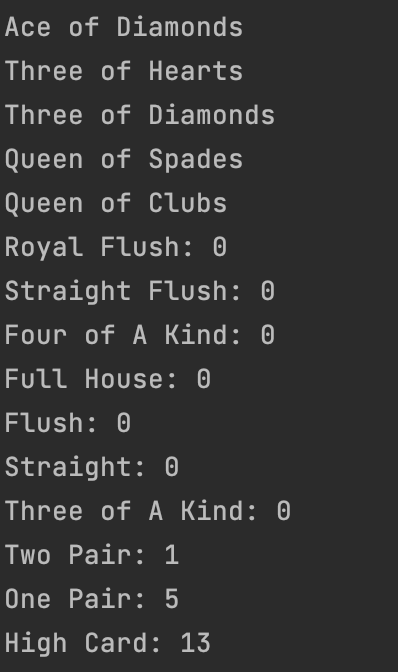 Ace of Diamonds
Three of Hearts
Three of Diamonds
Queen of Spades
Queen of Clubs
Royal Flush: 0
Straight Flush: 0
Four of A Kind: 0
Full House: 0
Flush: 0
Straight: 0
Three of A Kind: 0
Two Pair: 1
One Pair: 5
High Card: 13